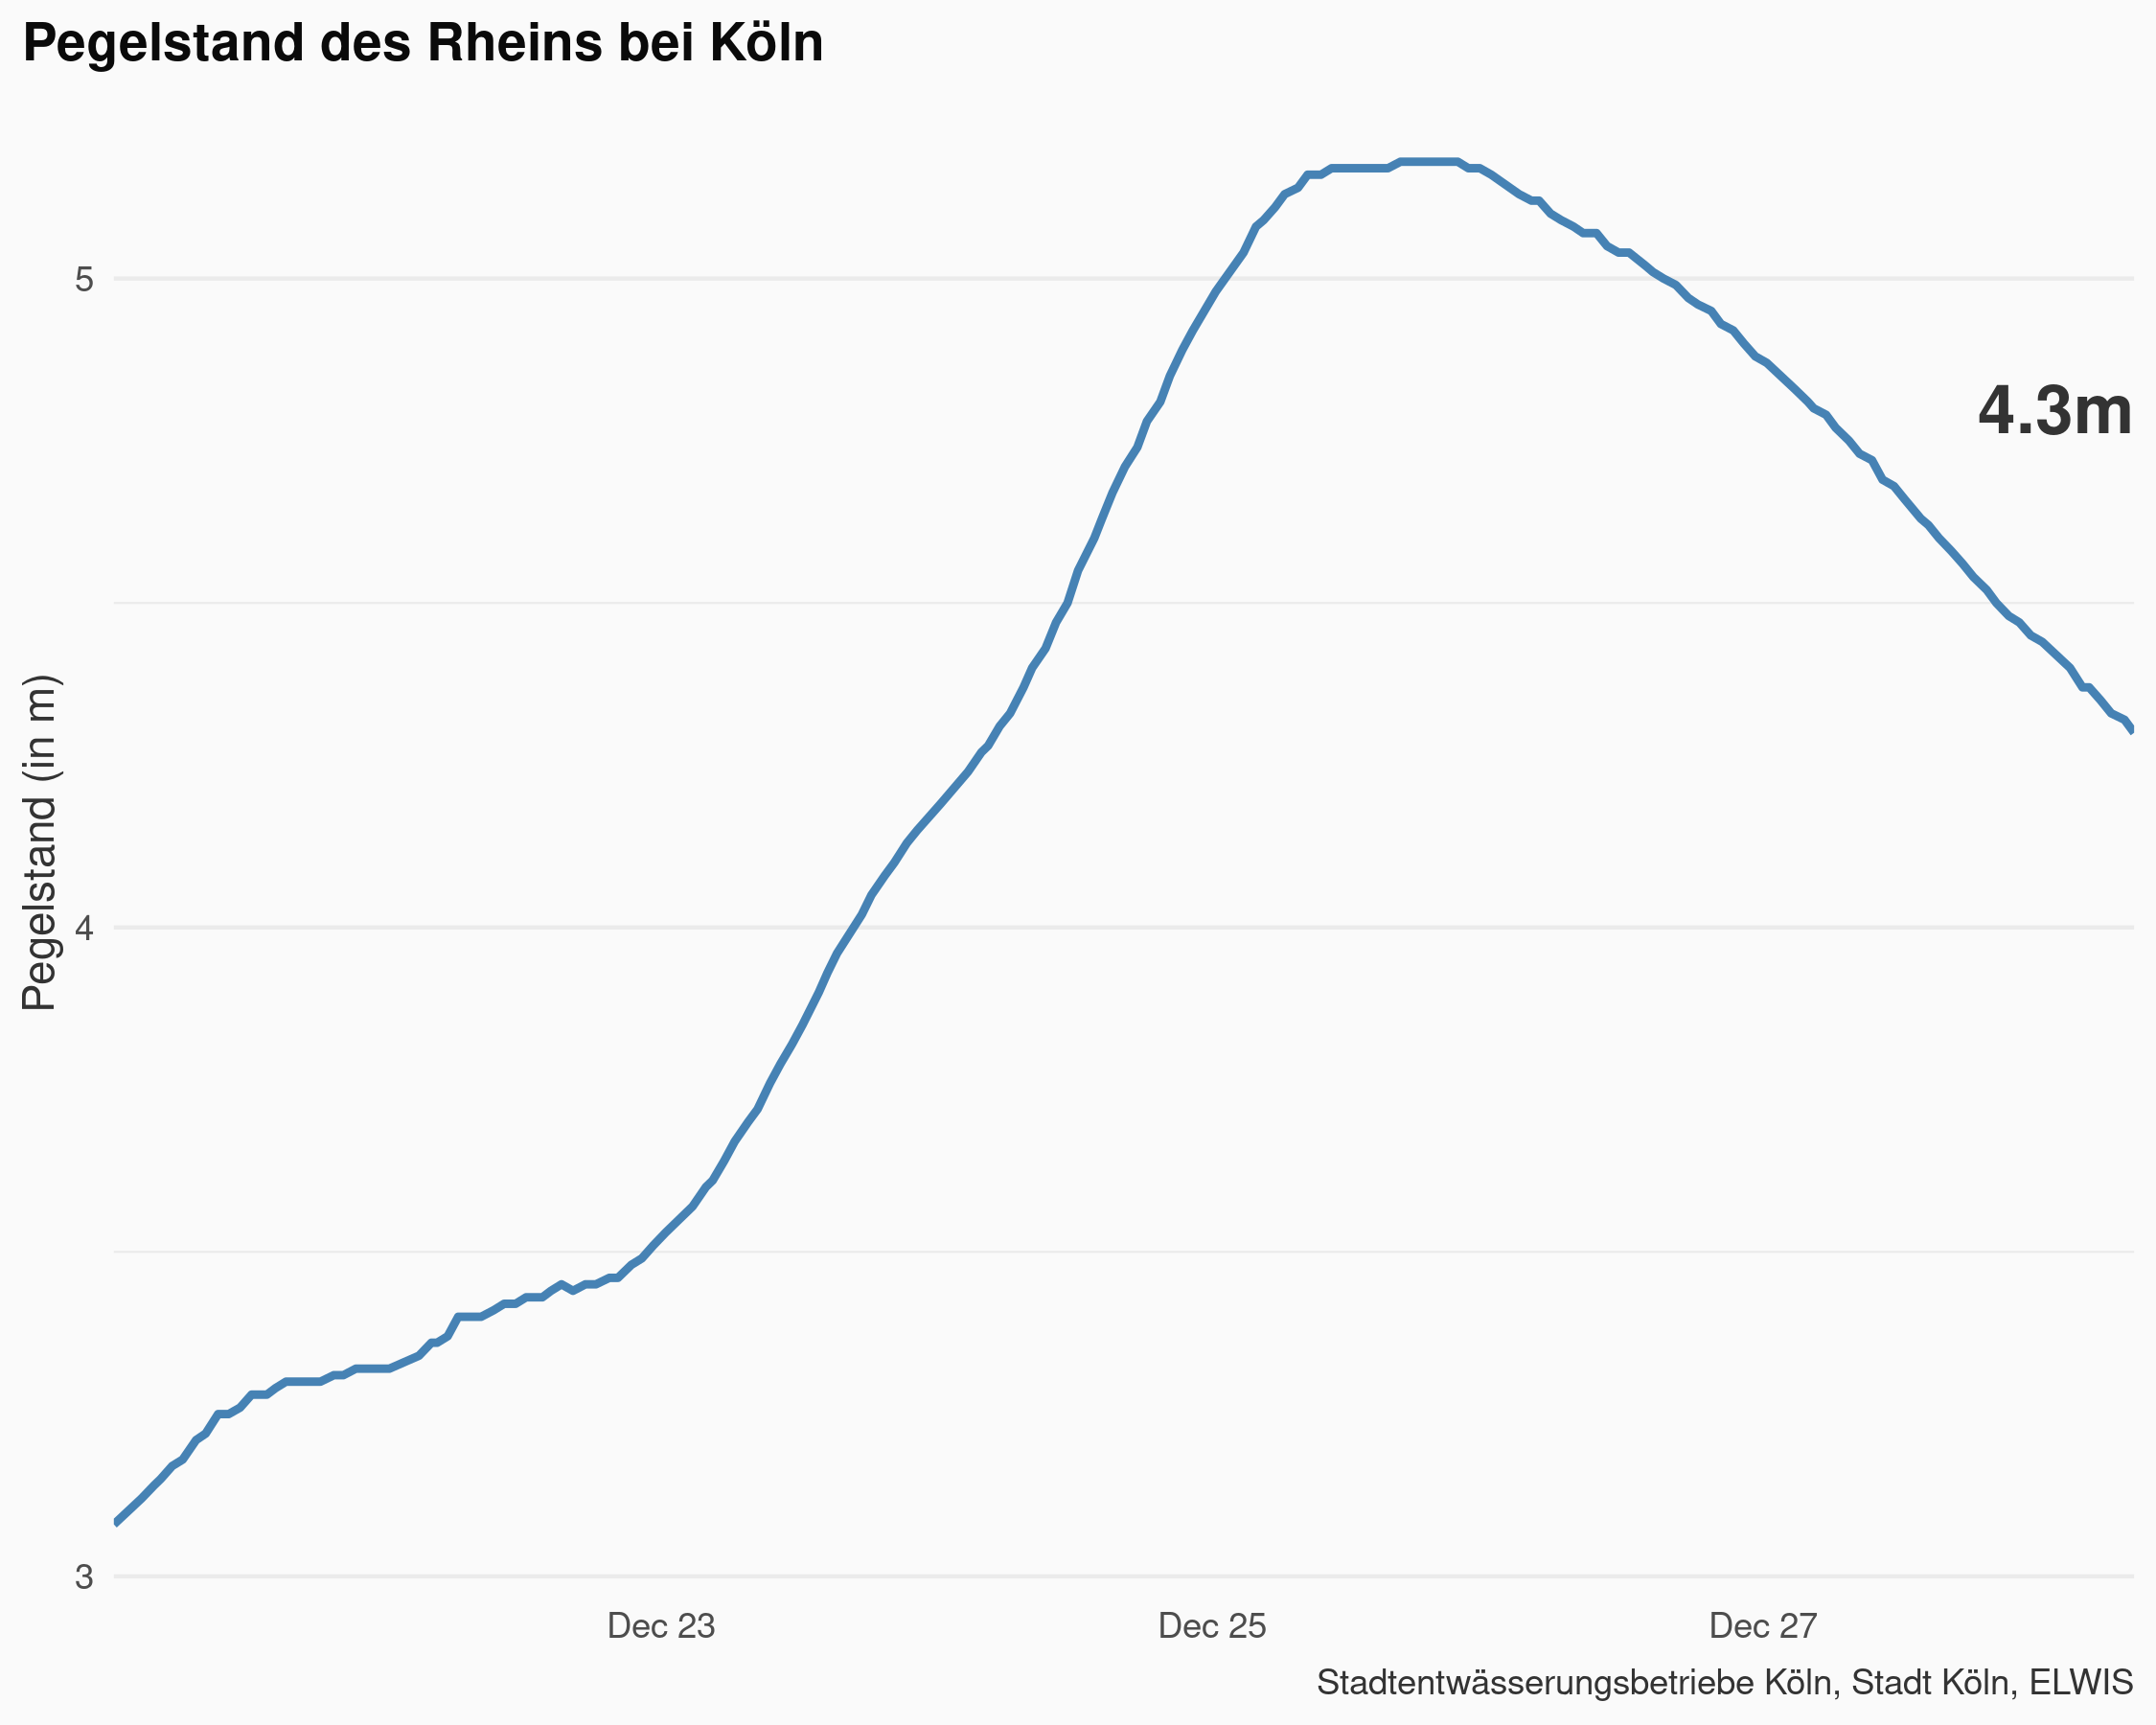 Pegelstand des Rheins bei Köln
Pegelstand (in m)
5
4
3
4.3m
Dec 23
Dec 25
Dec 27
Stadtentwässerungsbetriebe Köln, Stadt Köln, ELWIS